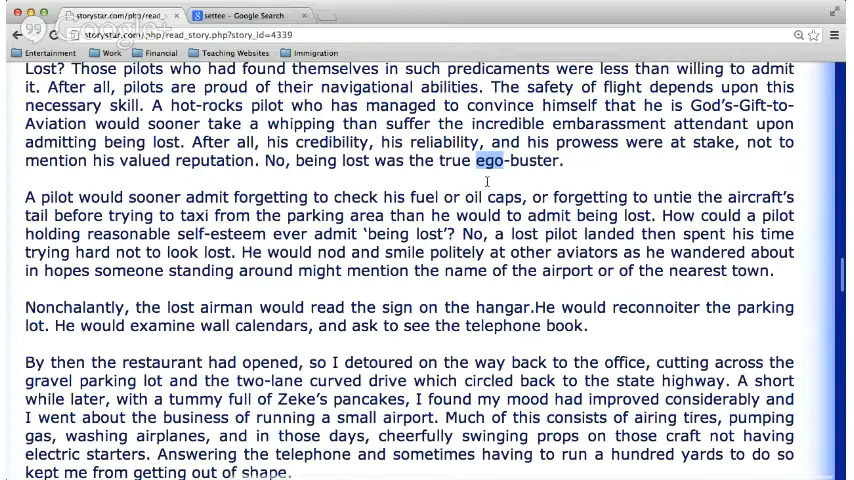 storystar.com/php/read_s
settee – Google Search
Google+
storystar.com/php/read_story.php?story_id=4339
Entertainment
Work
Financial
Teaching Websites
Immigration
Lost? Those pilots who had found themselves in such predicaments were less than willing to admit
it. After all, pilots are proud of their navigational abilities. The safety of flight depends upon this
necessary skill. A hot-rocks pilot who has managed to convince himself that he is God's-Gift-to-
Aviation would sooner take a whipping than suffer the incredible embarrassment attendant upon
admitting being lost. After all, his credibility, his reliability, and his prowess were at stake, not to
mention his valued reputation. No, being lost was the true ego-buster.
A pilot would sooner admit forgetting to check his fuel or oil caps, or forgetting to untie the aircraft's
tail before trying to taxi from the parking area than he would to admit being lost. How could a pilot
holding reasonable self-esteem ever admit ‘being lost’? No, a lost pilot landed then spent his time
trying hard not to look lost. He would nod and smile politely at other aviators as he wandered about
in hopes someone standing around might mention the name of the airport or of the nearest town.
Nonchalantly, the lost airman would read the sign on the hangar.He would reconnoiter the parking
lot. He would examine wall calendars, and ask to see the telephone book.
By then the restaurant had opened, so I detoured on the way back to the office, cutting across the
gravel parking lot and the two-lane curved drive which circled back to the state highway. A short
while later, with a tummy full of Zeke's pancakes, I found my mood had improved considerably and
I went about the business of running a small airport. Much of this consists of airing tires, pumping
gas, washing airplanes, and in those days, cheerfully swinging props on those craft not having
electric starters. Answering the telephone and sometimes having to run a hundred yards to do so
kept me from getting out of shape.